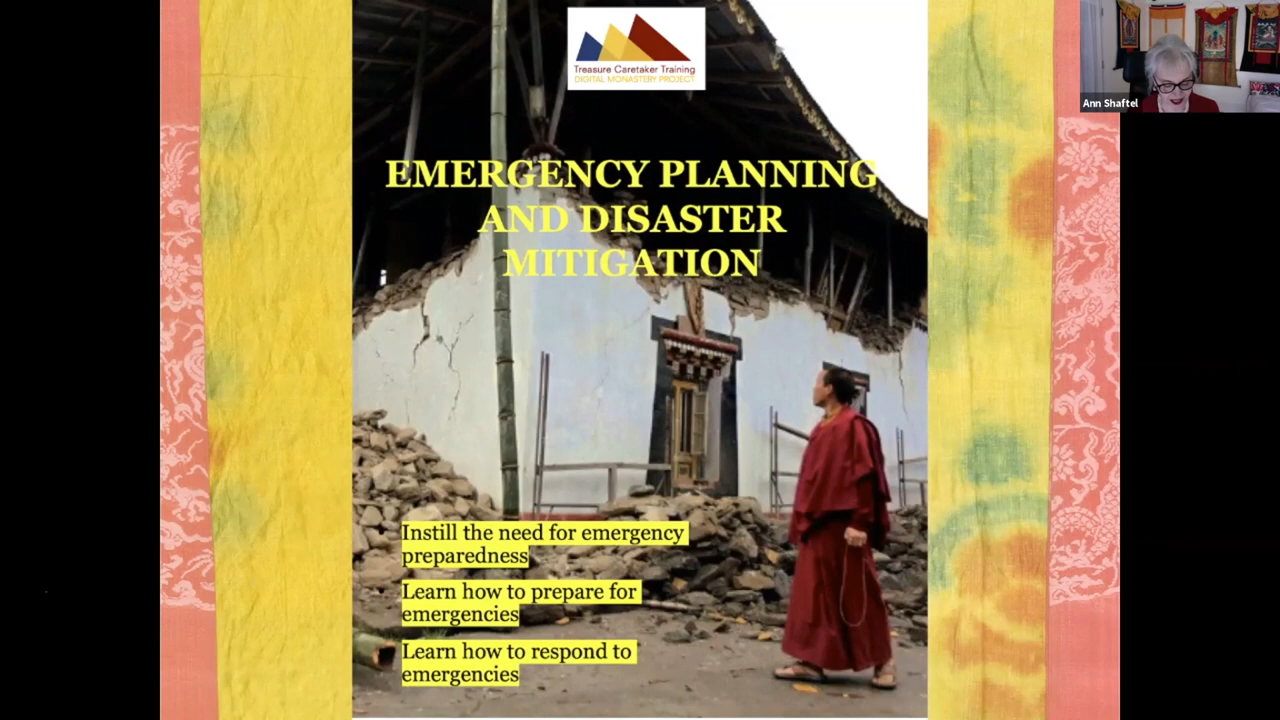 Treasure Caretaker Training
DIGITAL MONASTERY PROJECT
Ann Shaftel
EMERGENCY PLANNING
AND DISASTER
MITIGATION
Instill the need for emergency
preparedness
Learn how to prepare for
emergencies
Learn how to respond to
emergencies